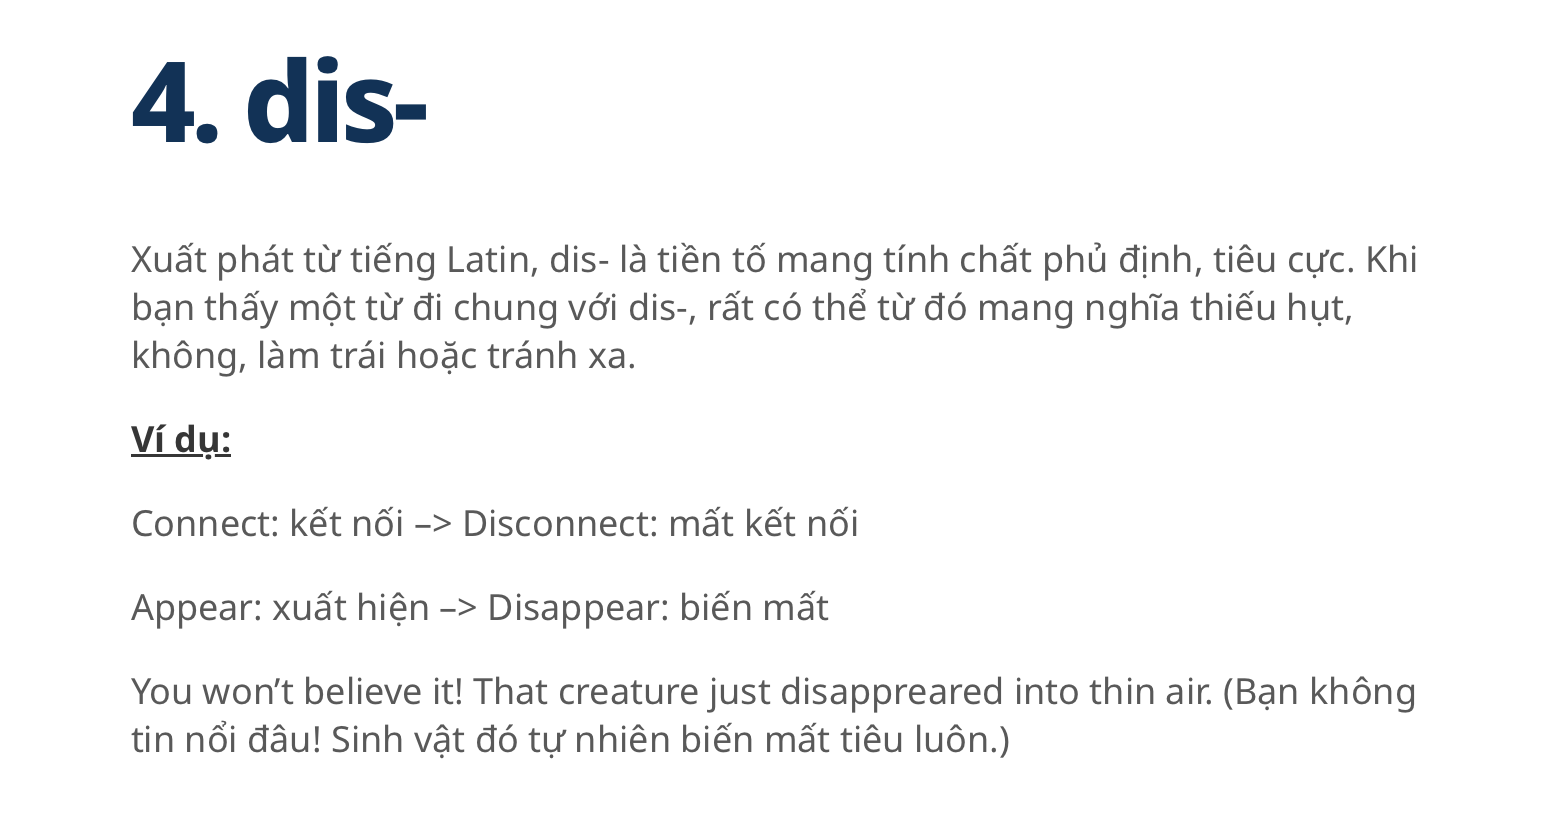 4. dis-
Xuất phát từ tiếng Latin, dis- là tiền tố mang tính chất phủ định, tiêu cực. Khi
bạn thấy một từ đi chung với dis-, rất có thể từ đó mang nghĩa thiếu hụt,
không, làm trái hoặc tránh xa.
Ví dụ:
Connect: kết nối –> Disconnect: mất kết nối
Appear: xuất hiện –> Disappear: biến mất
You won’t believe it! That creature just disappreared into thin air. (Bạn không
tin nổi đâu! Sinh vật đó tự nhiên biến mất tiêu luôn.)